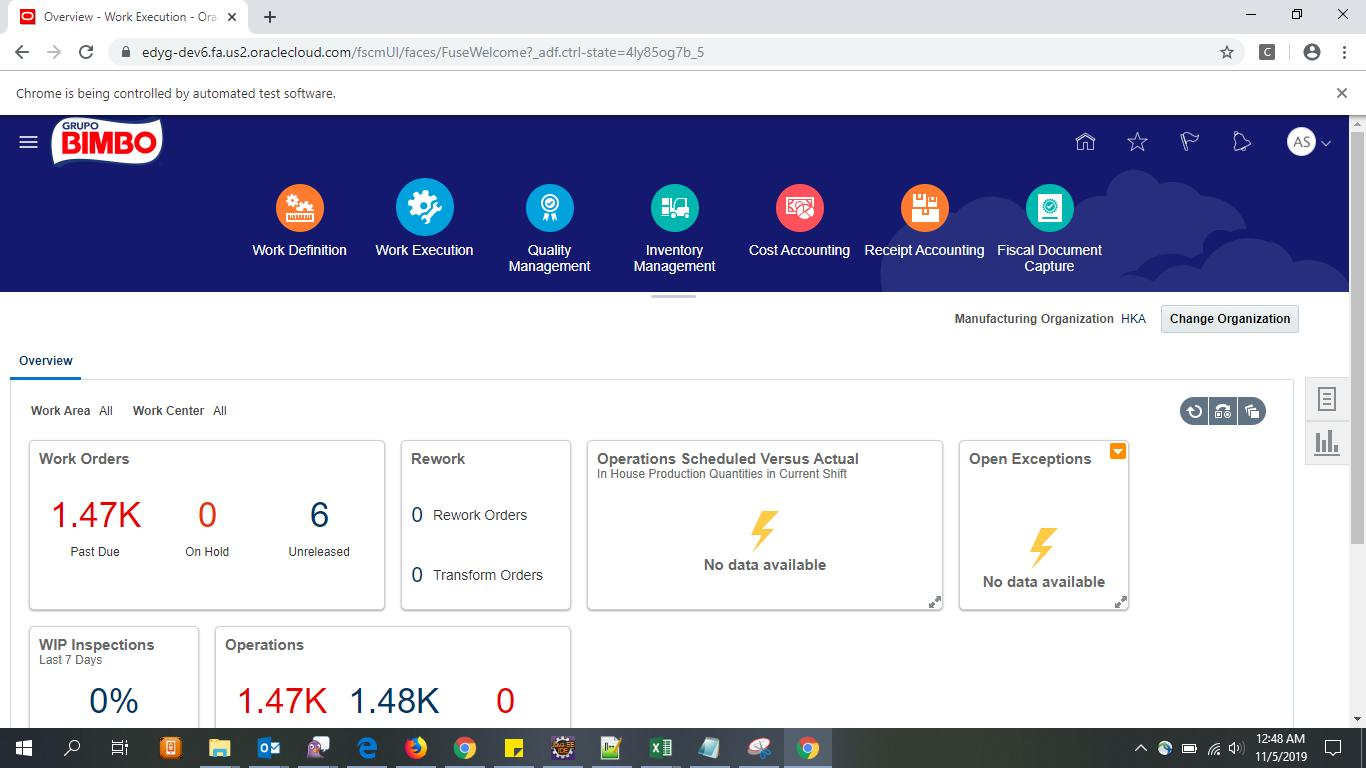 Overview - Work Execution - Ora
edyg-dev6.fa.us2.oraclecloud.com/fscmUI/faces/FuseWelcome?_adf.ctrl-state=4ly85og7b_5
C
Chrome is being controlled by automated test software.
GRUPO
BIMBO
AS
Work Definition
Work Execution
Quality
Management
Inventory
Management
Cost Accounting
Receipt Accounting
Fiscal Document
Capture
Manufacturing Organization HKA
Change Organization
Overview
Work Area All Work Center All
Work Orders
1.47K 0 6
Past Due On Hold Unreleased
Rework
0 Rework Orders
0 Transform Orders
Operations Scheduled Versus Actual
In House Production Quantities in Current Shift
No data available
Open Exceptions
No data available
WIP Inspections
Last 7 Days
0%
Operations
1.47K 1.48K 0
12:48 AM
11/5/2019